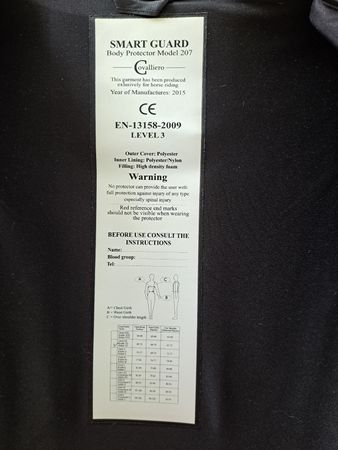 SMART GUARD
Body Protector Model 207
Covalliero
This garment has been produced
exlusively for horse riding
Year of Manufactures: 2015
CE
EN-13158-2009
LEVEL 3
Outer Cover: Polyester
Inner Lining: Polyester/Nylon
Filling: High density foam
Warning
No protector can provide the user with
full protection against injury of any type
especially spinal injury
Red reference end marks
should not be visible when wearing
the protector
BEFORE USE CONSULT THE
INSTRUCTIONS
Name:
Blood group:
Tel:
A C
B
A= Chest Girth
B = Waist Girth
C = Over shoulder length